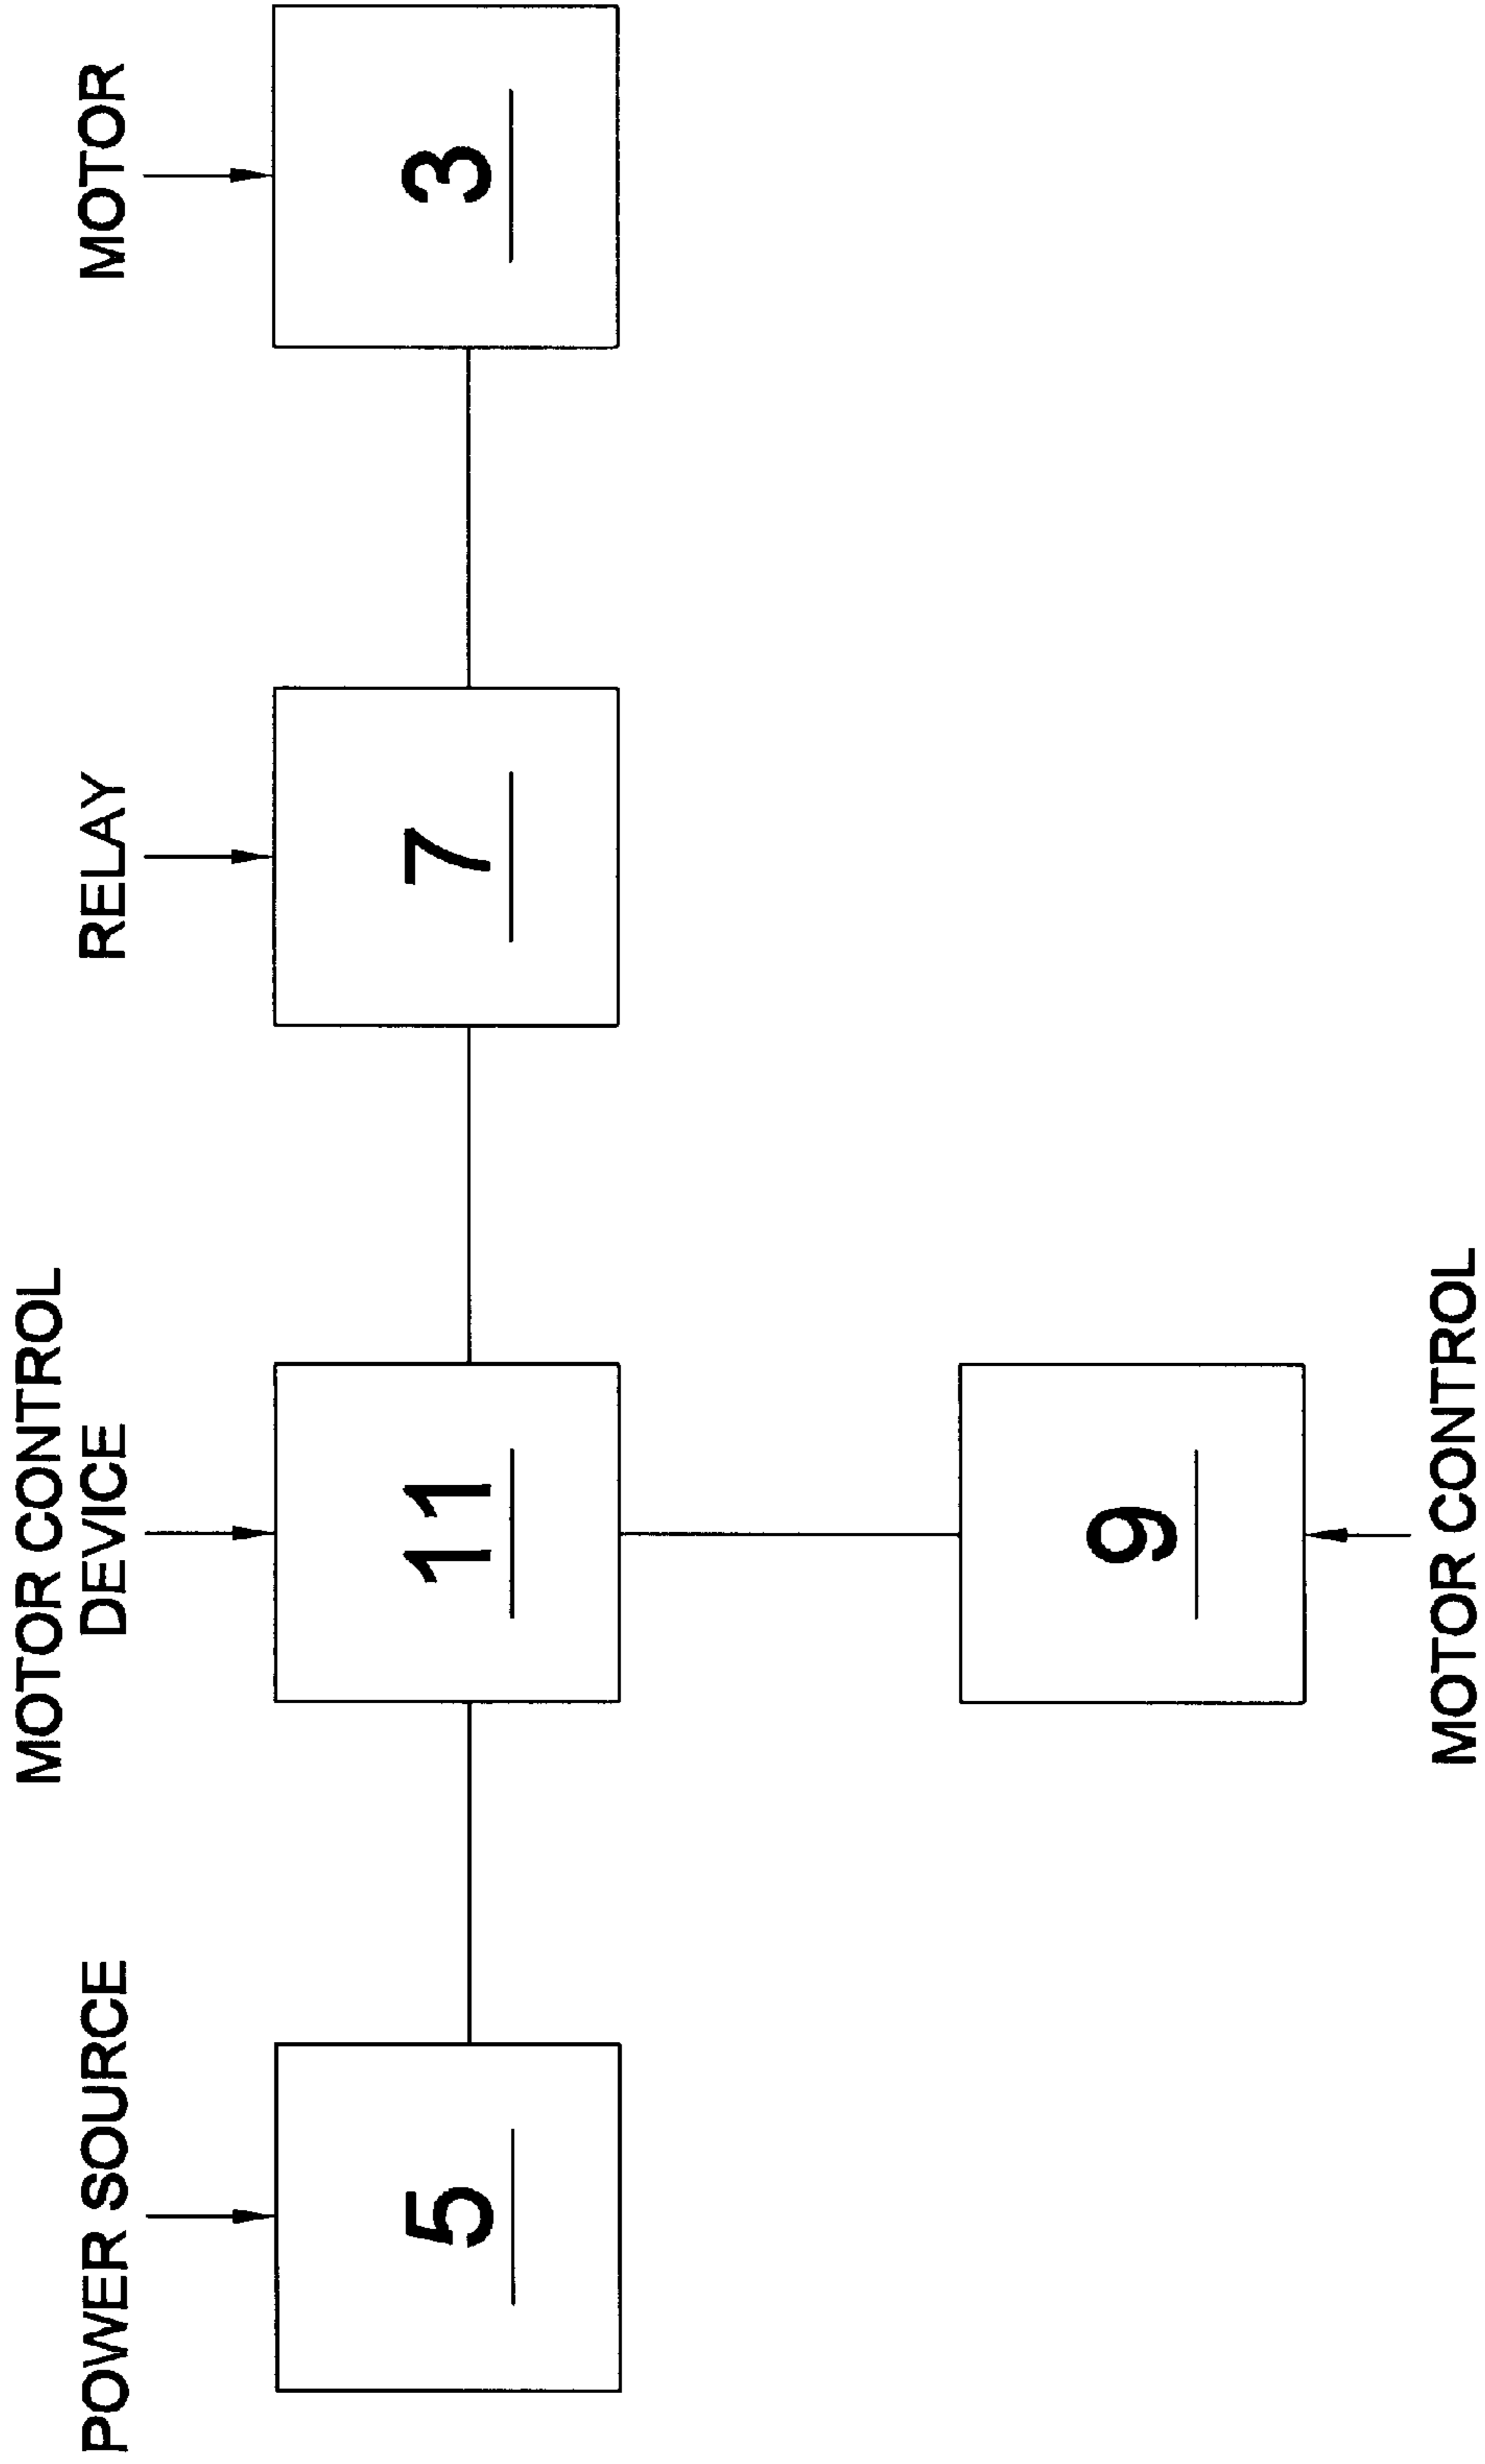 POWER SOURCE
MOTOR CONTROL
DEVICE
RELAY
MOTOR
5
11
7
3
9
MOTOR CONTROL